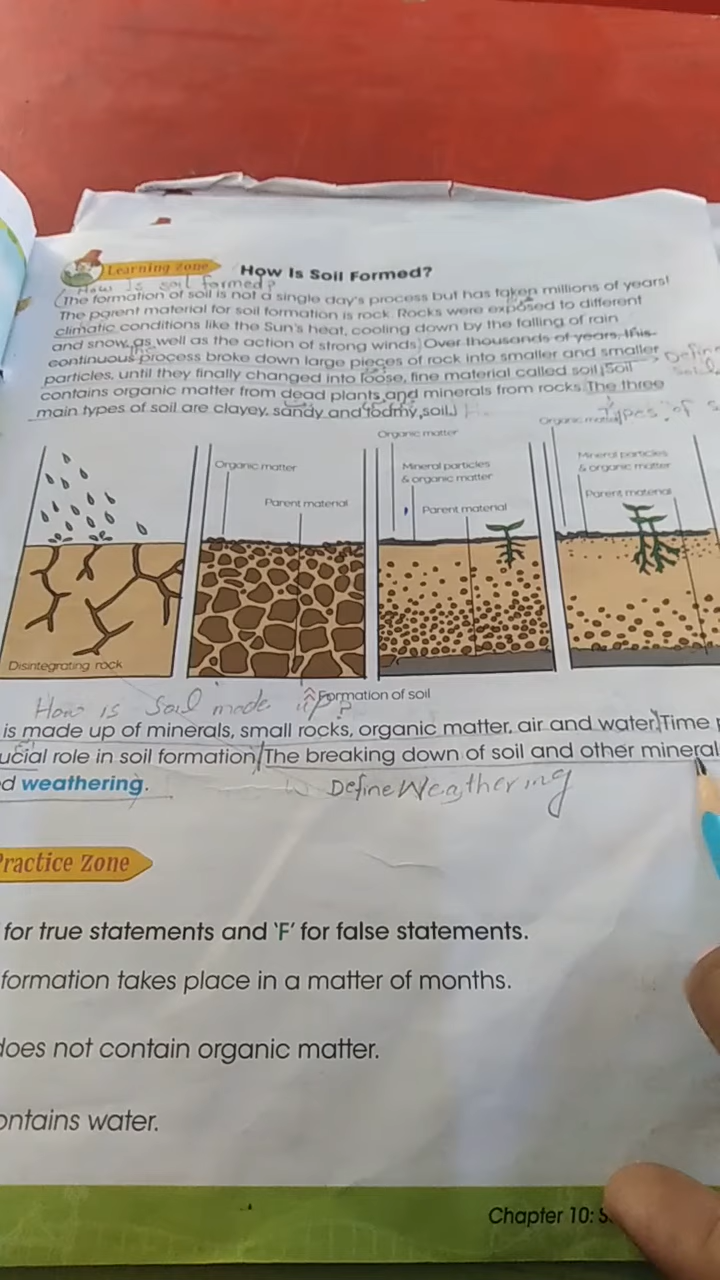 Learning Zone How Is Soil Formed?
How Is soil formed?
(The formation of soil is not a single day's process but has taken millions of years!
The parent material for soil formation is rock. Rocks were exposed to different
climatic conditions like the Sun's heat, cooling down by the falling of rain
and snow as well as the action of strong winds. Over thousands of years, this
continuous process broke down large pieces of rock into smaller and smaller
particles, until they finally changed into loose, fine material called soil. Soil
Define
contains organic matter from dead plants and minerals from rocks. The three
main types of soil are clayey, sandy and loamy soil.
Types of
Organic matter
Parent material
Organic matter
Mineral particles
& organic matter
Parent material
Organic matter
Mineral particles
& organic matter
Parent material
Disintegrating rock
Formation of soil
How is Soil made up?
is made up of minerals, small rocks, organic matter, air and water. Time
ucial role in soil formation. The breaking down of soil and other mineral
d weathering.
Define Weathering
Practice Zone
for true statements and 'F' for false statements.
formation takes place in a matter of months.
does not contain organic matter.
ontains water.
Chapter 10: S